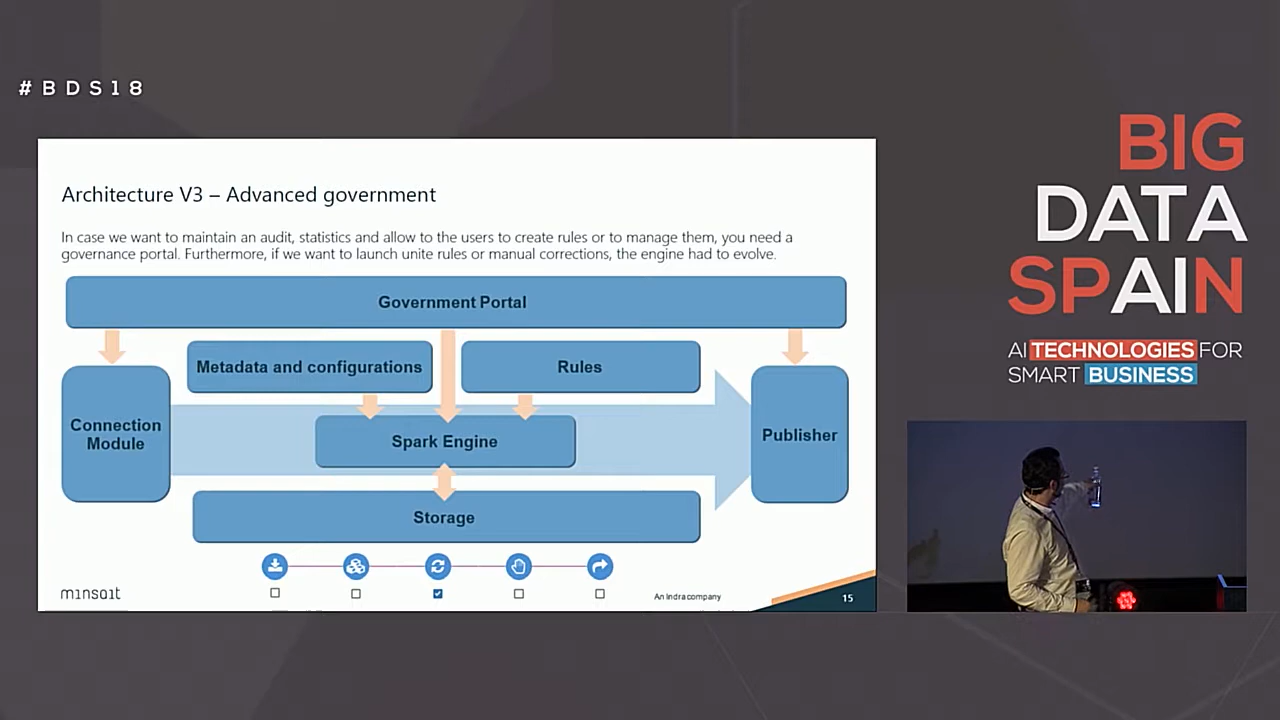 #BDS18
BIG
DATA
SPAIN
AI TECHNOLOGIES FOR
SMART BUSINESS
Architecture V3 – Advanced government
In case we want to maintain an audit, statistics and allow to the users to create rules or to manage them, you need a
governance portal. Furthermore, if we want to launch unite rules or manual corrections, the engine had to evolve.
Government Portal
Metadata and configurations
Rules
Connection
Module
Spark Engine
Publisher
Storage
minsait
An Indra company
15